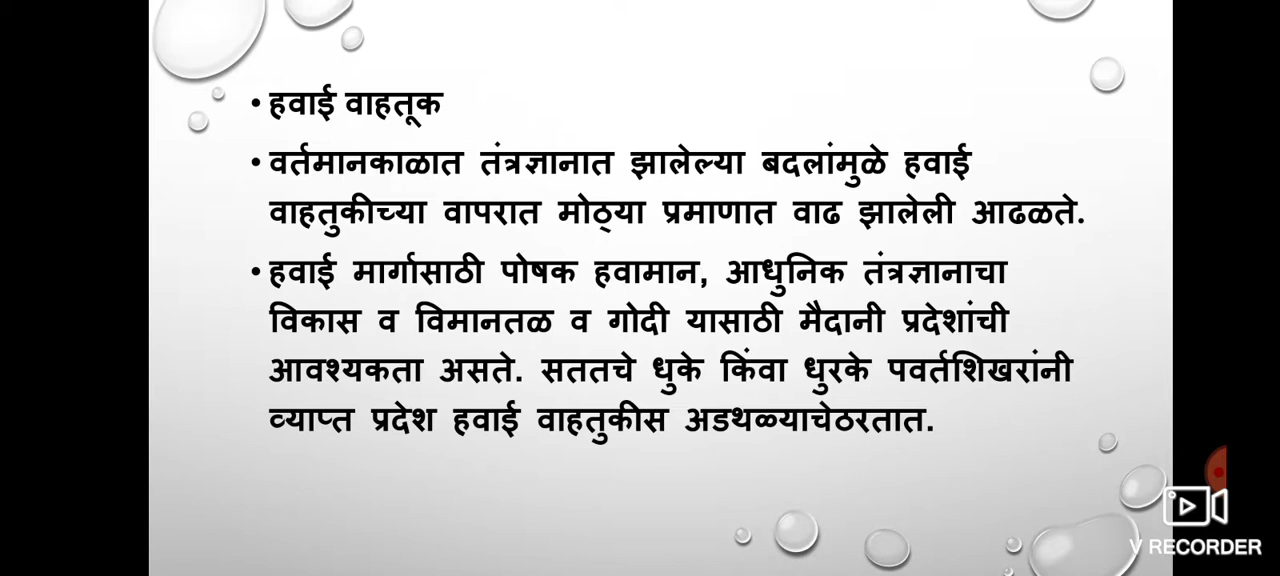 • हवाई वाहतूक
• वर्तमानकाळात तंत्रज्ञानात झालेल्या बदलांमुळे हवाई
वाहतुकीच्या वापरात मोठ्या प्रमाणात वाढ झालेली आढळते.
• हवाई मार्गासाठी पोषक हवामान, आधुनिक तंत्रज्ञानाचा
विकास व विमानतळ व गोदी यासाठी मैदानी प्रदेशांची
आवश्यकता असते. सततचे धुके किंवा धुरके पवर्तशिखरांनी
व्याप्त प्रदेश हवाई वाहतुकीस अडथळ्याचेठरतात.
V RECORDER